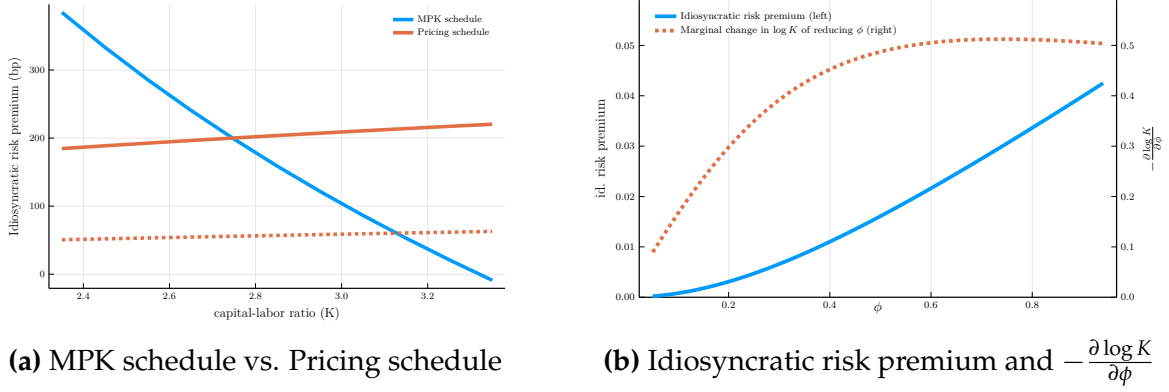 Idiosyncratic risk premium (bp)
300
200
100
0
2.4 2.6 2.8 3.0 3.2
capital-labor ratio (K)
MPK schedule
Pricing schedule
(a) MPK schedule vs. Pricing schedule
id. risk premium
0.05
0.04
0.03
0.02
0.01
0.00
0.2 0.4 0.6 0.8
ϕ
Idiosyncratic risk premium (left)
Marginal change in log K of reducing ϕ (right)
0.5
0.4
0.3
0.2
0.1
0.0
−∂ log K/∂ϕ
(b) Idiosyncratic risk premium and −∂ log K/∂ϕ